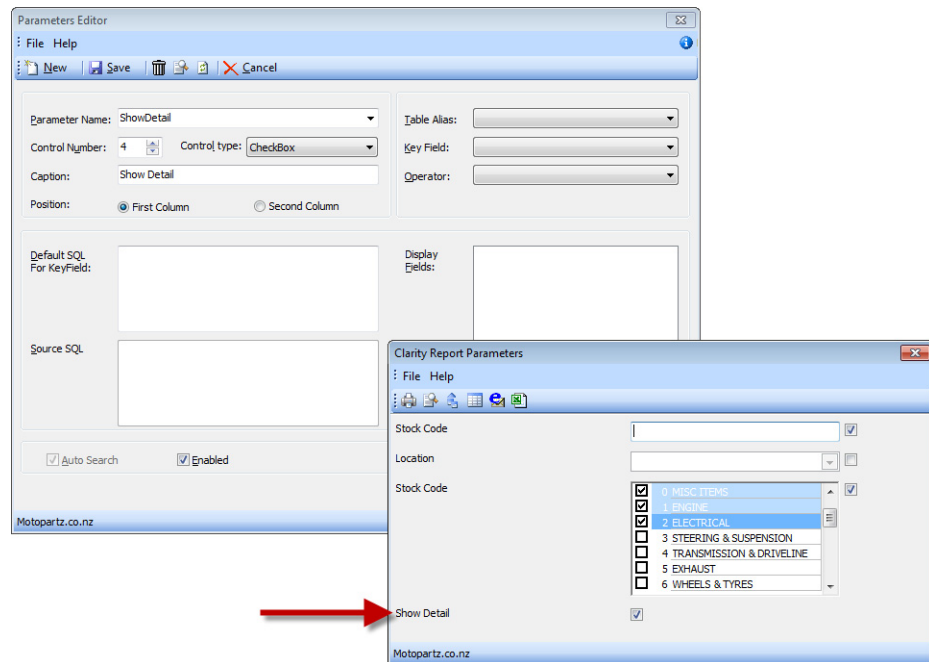 Parameters Editor
File Help
New Save Cancel
Parameter Name: ShowDetail
Control Number: 4 Control type: CheckBox
Caption: Show Detail
Position: First Column Second Column
Table Alias:
Key Field:
Operator:
Default SQL
For KeyField:
Display
Fields:
Source SQL
Auto Search Enabled
Motopartz.co.nz
Clarity Report Parameters
File Help
Stock Code
Location
Stock Code
0 MISC ITEMS
1 ENGINE
2 ELECTRICAL
3 STEERING & SUSPENSION
4 TRANSMISSION & DRIVELINE
5 EXHAUST
6 WHEELS & TYRES
Show Detail
Motopartz.co.nz